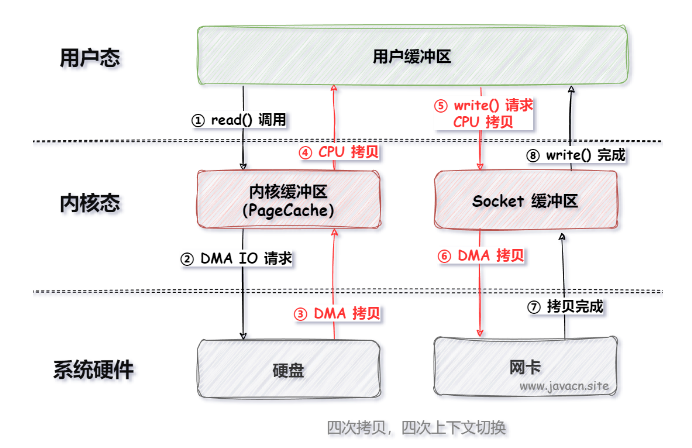 用户态
用户缓冲区
① read() 调用
④ CPU 拷贝
⑤ write() 请求
CPU 拷贝
⑧ write() 完成
内核态
内核缓冲区
(PageCache)
Socket 缓冲区
② DMA IO 请求
③ DMA 拷贝
⑥ DMA 拷贝
⑦ 拷贝完成
系统硬件
硬盘
网卡
www.javacn.site
四次拷贝，四次上下文切换